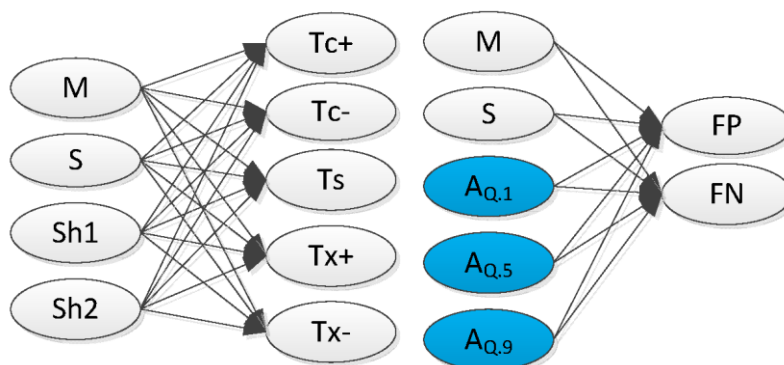 M
S
Sh1
Sh2
Tc+
Tc-
Ts
Tx+
Tx-
M
S
AQ.1
AQ.5
AQ.9
FP
FN